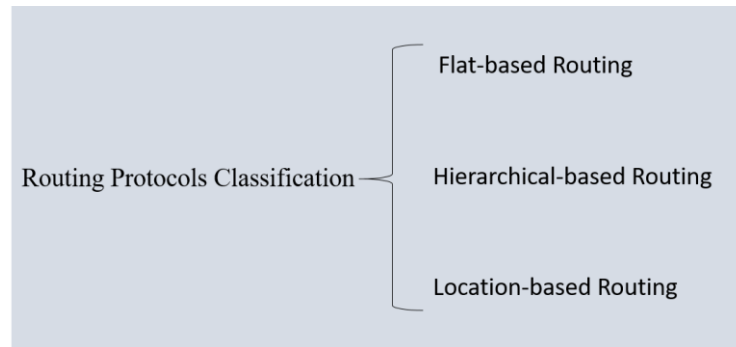 Routing Protocols Classification
Flat-based Routing
Hierarchical-based Routing
Location-based Routing